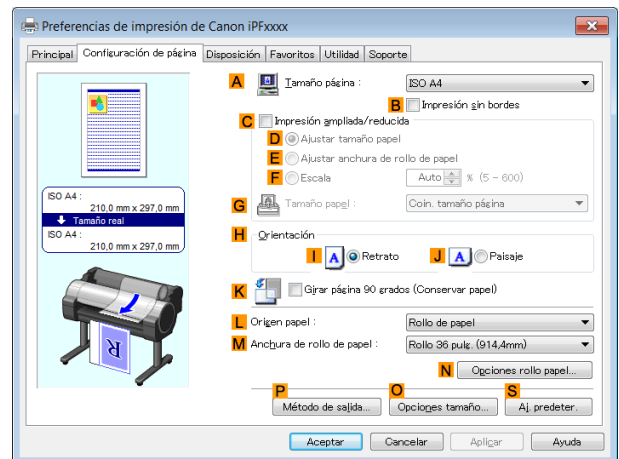 Preferencias de impresión de Canon iPFxxxx
Principal Configuración de página Disposición Favoritos Utilidad Soporte
A Tamaño página : ISO A4
B Impresión sin bordes
C Impresión ampliada/reducida
D Ajustar tamaño papel
E Ajustar anchura de rollo de papel
F Escala Auto % (5 - 600)
G Tamaño papel : Coin. tamaño página
ISO A4 :
210,0 mm x 297,0 mm
Tamaño real
ISO A4 :
210,0 mm x 297,0 mm
H Orientación
I A Retrato J A Paisaje
K Girar página 90 grados (Conservar papel)
R
L Origen papel : Rollo de papel
M Anchura de rollo de papel : Rollo 36 pulg. (914,4mm)
N Opciones rollo papel...
P O S
Método de salida... Opciones tamaño... Aj. predeter.
Aceptar Cancelar Aplicar Ayuda